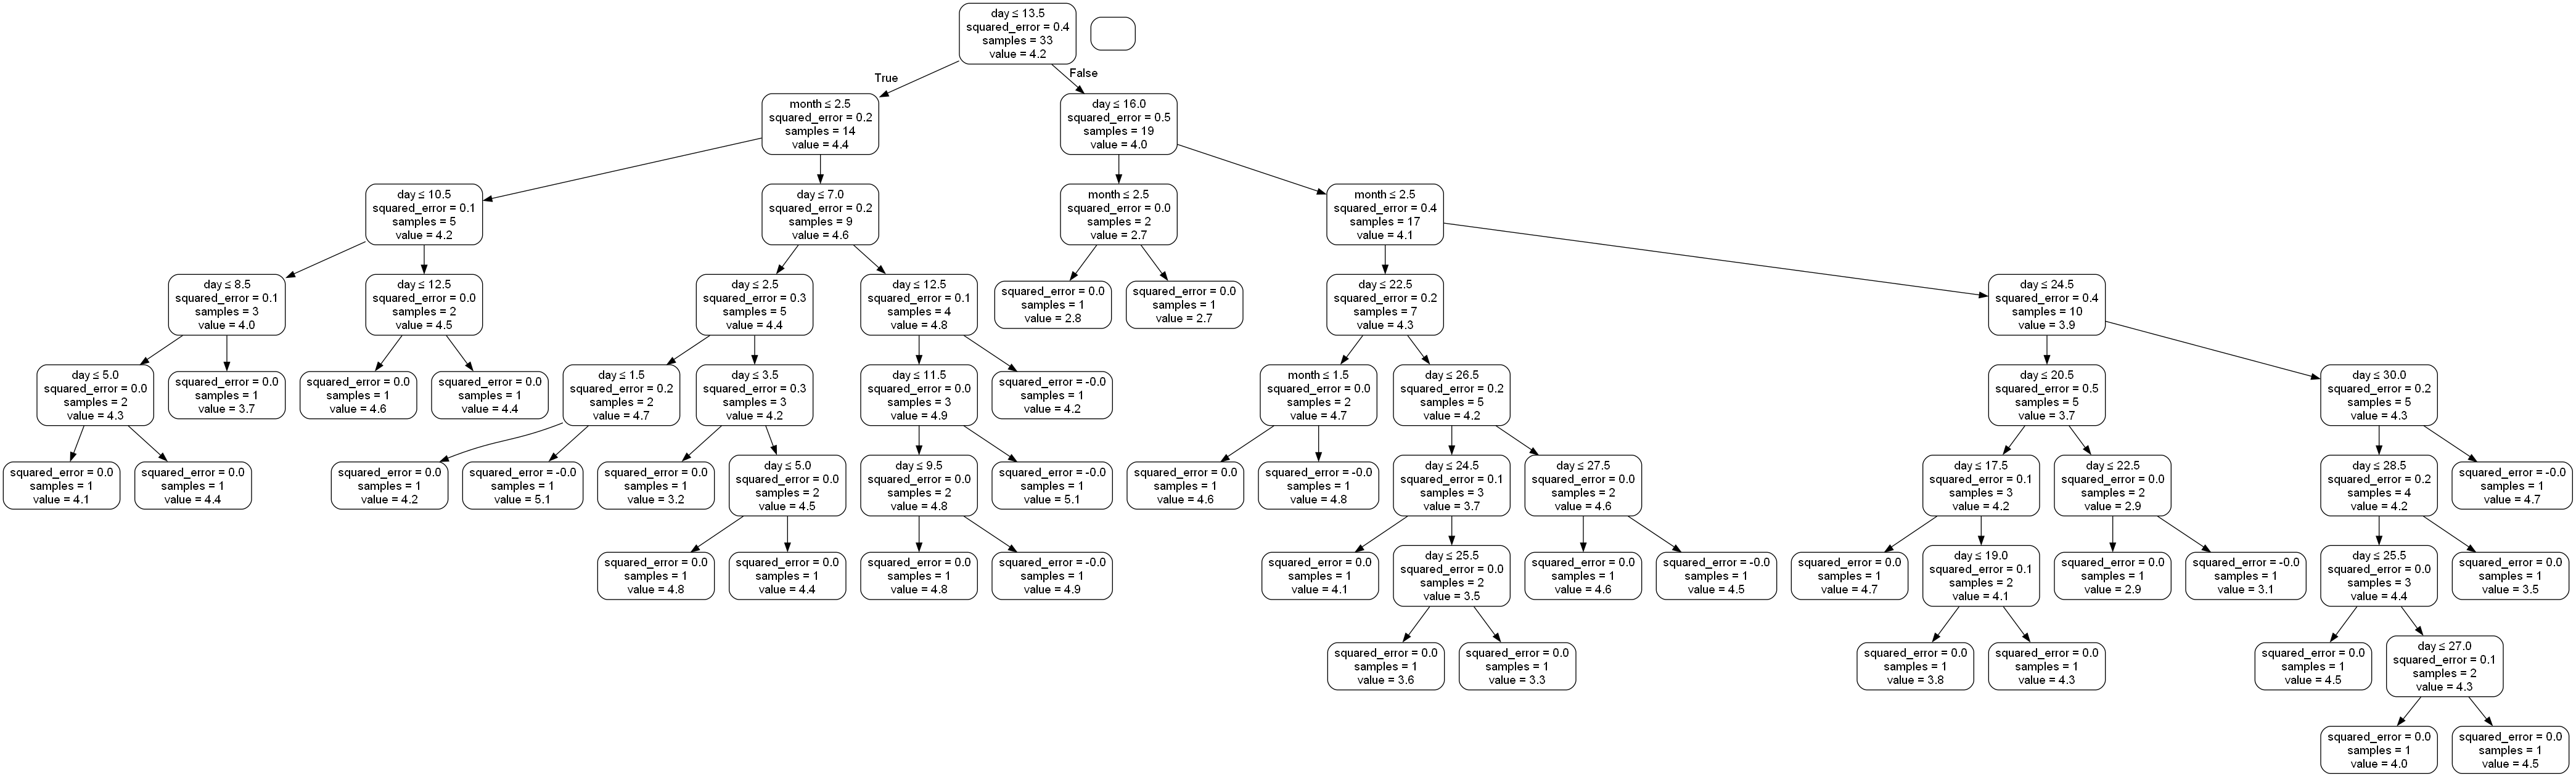 day ≤ 13.5
squared_error = 0.4
samples = 33
value = 4.2
True
False
month ≤ 2.5
squared_error = 0.2
samples = 14
value = 4.4
day ≤ 16.0
squared_error = 0.5
samples = 19
value = 4.0
day ≤ 10.5
squared_error = 0.1
samples = 5
value = 4.2
day ≤ 7.0
squared_error = 0.2
samples = 9
value = 4.6
month ≤ 2.5
squared_error = 0.0
samples = 2
value = 2.7
month ≤ 2.5
squared_error = 0.4
samples = 17
value = 4.1
day ≤ 8.5
squared_error = 0.1
samples = 3
value = 4.0
day ≤ 12.5
squared_error = 0.0
samples = 2
value = 4.5
day ≤ 2.5
squared_error = 0.3
samples = 5
value = 4.4
day ≤ 12.5
squared_error = 0.1
samples = 4
value = 4.8
squared_error = 0.0
samples = 1
value = 2.8
squared_error = 0.0
samples = 1
value = 2.7
day ≤ 22.5
squared_error = 0.2
samples = 7
value = 4.3
day ≤ 24.5
squared_error = 0.4
samples = 10
value = 3.9
day ≤ 5.0
squared_error = 0.0
samples = 2
value = 4.3
squared_error = 0.0
samples = 1
value = 3.7
squared_error = 0.0
samples = 1
value = 4.6
squared_error = 0.0
samples = 1
value = 4.4
day ≤ 1.5
squared_error = 0.2
samples = 2
value = 4.7
day ≤ 3.5
squared_error = 0.3
samples = 3
value = 4.2
day ≤ 11.5
squared_error = 0.0
samples = 3
value = 4.9
squared_error = -0.0
samples = 1
value = 4.2
month ≤ 1.5
squared_error = 0.0
samples = 2
value = 4.7
day ≤ 26.5
squared_error = 0.2
samples = 5
value = 4.2
day ≤ 20.5
squared_error = 0.5
samples = 5
value = 3.7
day ≤ 30.0
squared_error = 0.2
samples = 5
value = 4.3
squared_error = 0.0
samples = 1
value = 4.1
squared_error = 0.0
samples = 1
value = 4.4
squared_error = 0.0
samples = 1
value = 4.2
squared_error = -0.0
samples = 1
value = 5.1
squared_error = 0.0
samples = 1
value = 3.2
day ≤ 5.0
squared_error = 0.0
samples = 2
value = 4.5
day ≤ 9.5
squared_error = 0.0
samples = 2
value = 4.8
squared_error = -0.0
samples = 1
value = 5.1
squared_error = 0.0
samples = 1
value = 4.6
squared_error = -0.0
samples = 1
value = 4.8
day ≤ 24.5
squared_error = 0.1
samples = 3
value = 3.7
day ≤ 27.5
squared_error = 0.0
samples = 2
value = 4.6
day ≤ 17.5
squared_error = 0.1
samples = 3
value = 4.2
day ≤ 22.5
squared_error = 0.0
samples = 2
value = 2.9
day ≤ 28.5
squared_error = 0.2
samples = 4
value = 4.2
squared_error = -0.0
samples = 1
value = 4.7
squared_error = 0.0
samples = 1
value = 4.8
squared_error = 0.0
samples = 1
value = 4.4
squared_error = 0.0
samples = 1
value = 4.8
squared_error = -0.0
samples = 1
value = 4.9
squared_error = 0.0
samples = 1
value = 4.1
day ≤ 25.5
squared_error = 0.0
samples = 2
value = 3.5
squared_error = 0.0
samples = 1
value = 4.6
squared_error = -0.0
samples = 1
value = 4.5
squared_error = 0.0
samples = 1
value = 4.7
day ≤ 19.0
squared_error = 0.1
samples = 2
value = 4.1
squared_error = 0.0
samples = 1
value = 2.9
squared_error = -0.0
samples = 1
value = 3.1
day ≤ 25.5
squared_error = 0.0
samples = 3
value = 4.4
squared_error = 0.0
samples = 1
value = 3.5
squared_error = 0.0
samples = 1
value = 3.6
squared_error = 0.0
samples = 1
value = 3.3
squared_error = 0.0
samples = 1
value = 3.8
squared_error = 0.0
samples = 1
value = 4.3
squared_error = 0.0
samples = 1
value = 4.5
day ≤ 27.0
squared_error = 0.1
samples = 2
value = 4.3
squared_error = 0.0
samples = 1
value = 4.0
squared_error = 0.0
samples = 1
value = 4.5